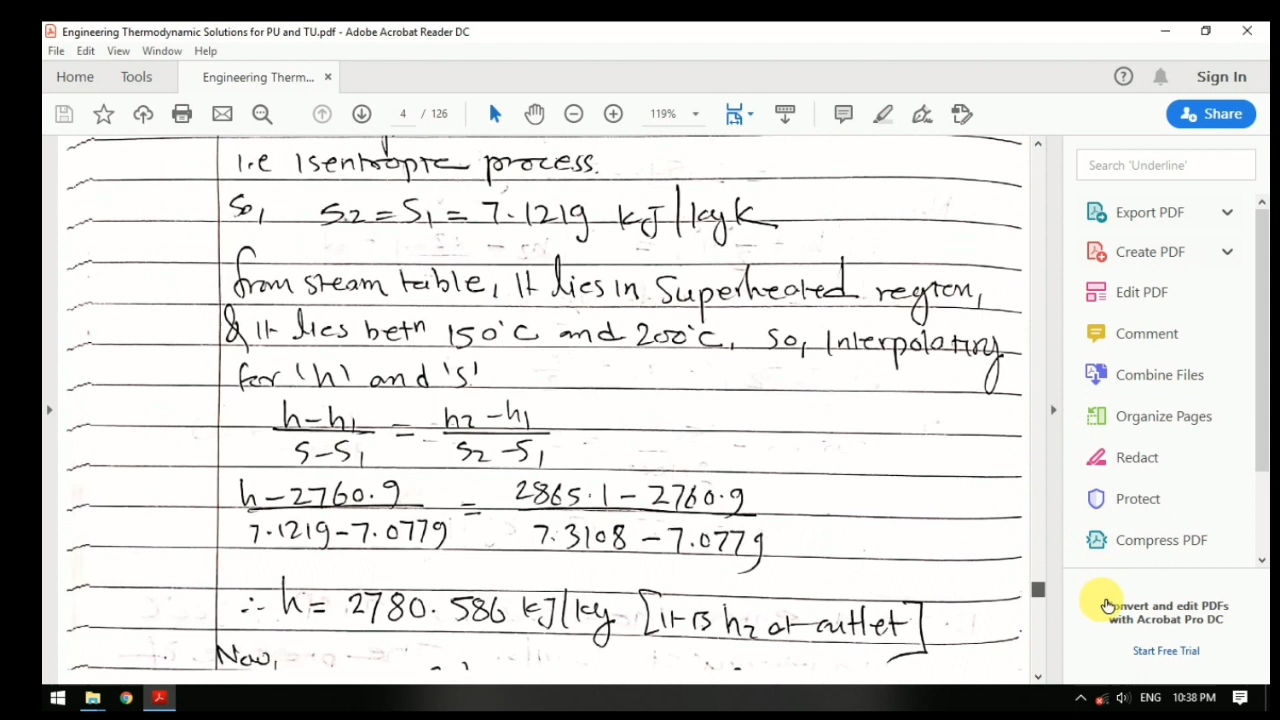 Engineering Thermodynamic Solutions for PU and TU.pdf - Adobe Acrobat Reader DC
File Edit View Window Help
Home Tools Engineering Therm... ×
? Sign In
4 / 126 119% Share
i.e Isentropic process.
So, S2 = S1 = 7.1219 kJ/kgK
from steam table, It lies in Superheated region,
& It lies betn 150°C and 200°C, So, Interpolating
for 'h' and 's'
h-h1 / S-S1 = h2-h1 / S2-S1
h-2760.9 / 7.1219-7.0779 = 2865.1-2760.9 / 7.3108-7.0779
∴ h = 2780.586 kJ/kg [it is h2 at outlet]
Now,
Search 'Underline'
Export PDF
Create PDF
Edit PDF
Comment
Combine Files
Organize Pages
Redact
Protect
Compress PDF
Convert and edit PDFs
with Acrobat Pro DC
Start Free Trial
ENG 10:38 PM